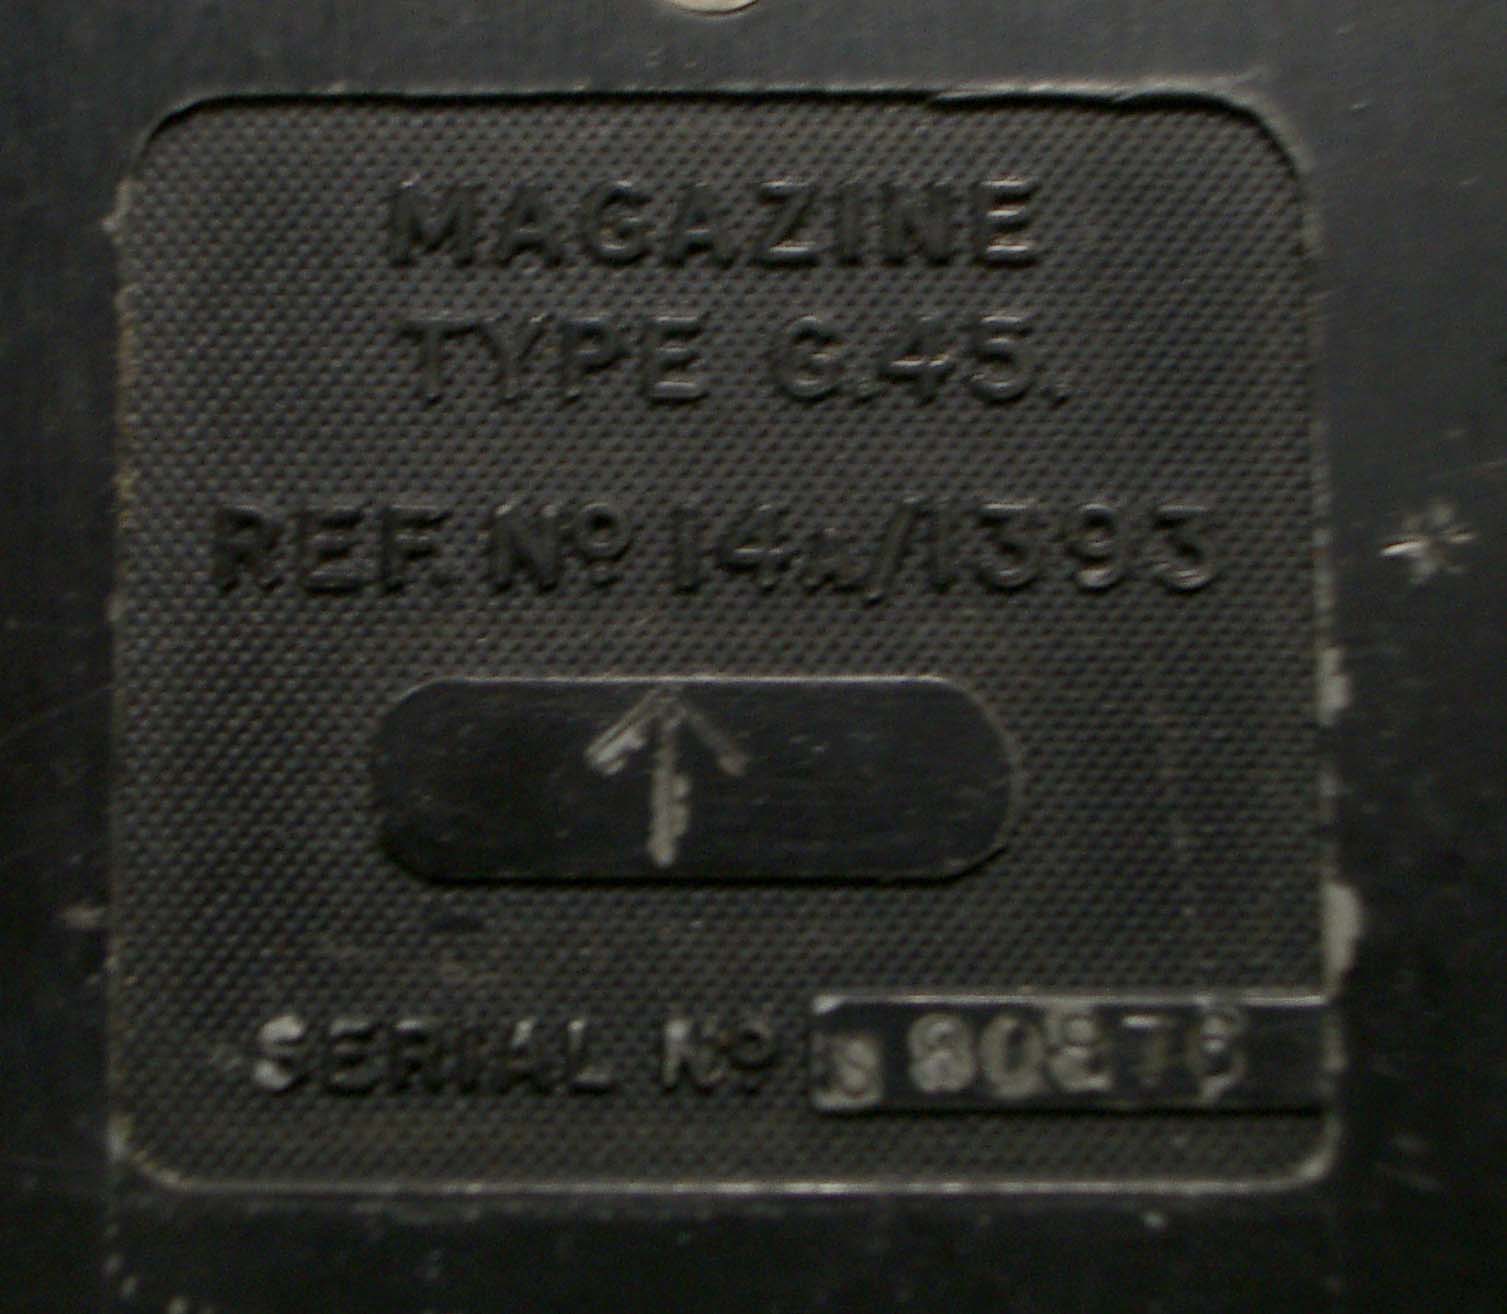 MAGAZINE
TYPE G.45.
REF. Nº 14A/1393
SERIAL Nº